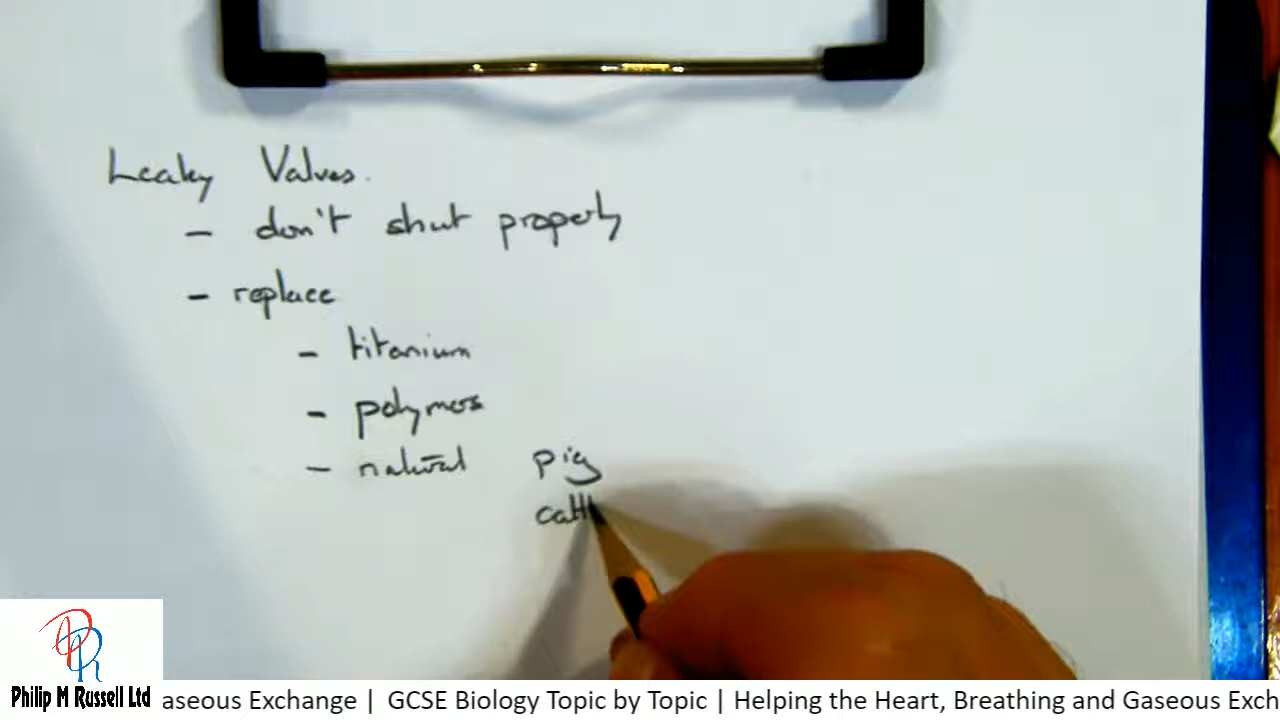 Leaky Valves.
- don't shut properly
- replace
- titanium
- polymers
- natural pig
catt
Philip M Russell Ltd
aseous Exchange | GCSE Biology Topic by Topic | Helping the Heart, Breathing and Gaseous Exch